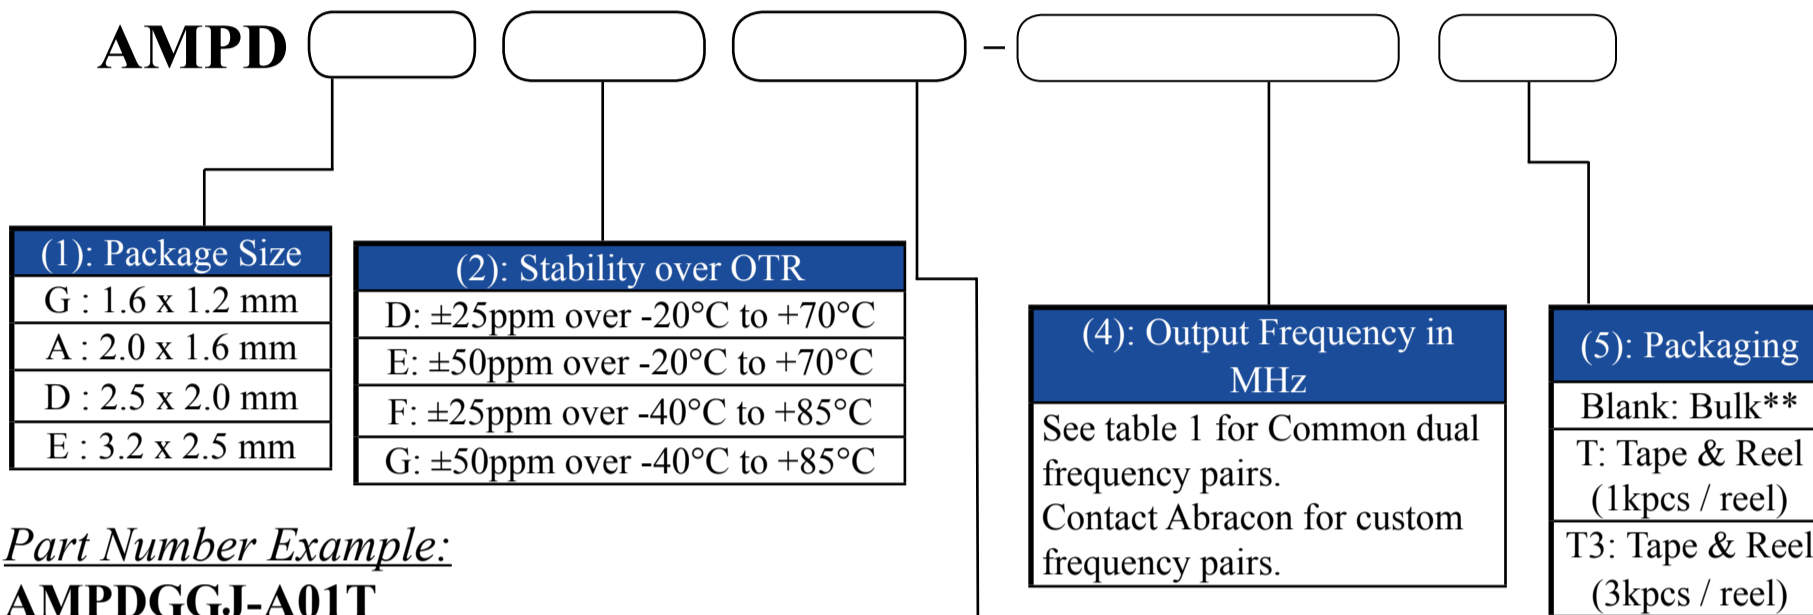 AMPD –
(1): Package Size
G : 1.6 x 1.2 mm
A : 2.0 x 1.6 mm
D : 2.5 x 2.0 mm
E : 3.2 x 2.5 mm
(2): Stability over OTR
D: ±25ppm over -20°C to +70°C
E: ±50ppm over -20°C to +70°C
F: ±25ppm over -40°C to +85°C
G: ±50ppm over -40°C to +85°C
(4): Output Frequency in
MHz
See table 1 for Common dual
frequency pairs.
Contact Abracon for custom
frequency pairs.
(5): Packaging
Blank: Bulk**
T: Tape & Reel
(1kpcs / reel)
T3: Tape & Reel
(3kpcs / reel)
Part Number Example:
AMPDGGJ-A01T